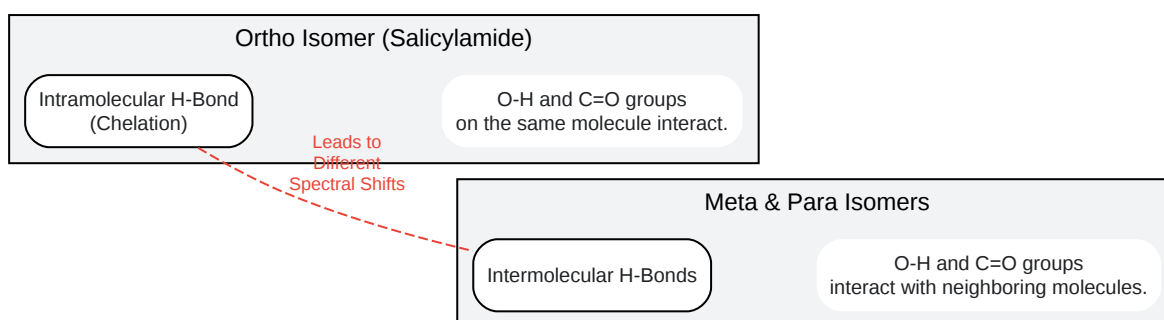 Ortho Isomer (Salicylamide)
Intramolecular H-Bond
(Chelation)
O-H and C=O groups
on the same molecule interact.
Leads to
Different
Spectral Shifts
Meta & Para Isomers
Intermolecular H-Bonds
O-H and C=O groups
interact with neighboring molecules.